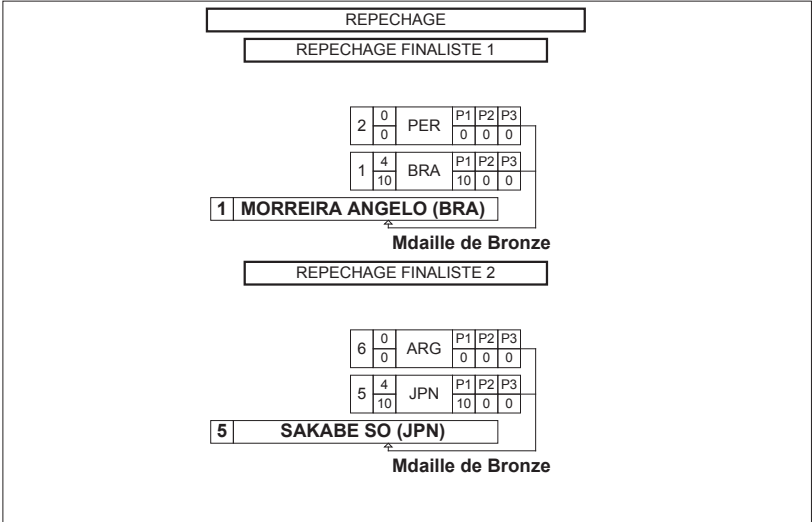 REPECHAGE
REPECHAGE FINALISTE 1
2 0 PER P1 P2 P3
0 0 0 0
1 4 BRA P1 P2 P3
10 10 0 0
1 MORREIRA ANGELO (BRA)
Mdaille de Bronze
REPECHAGE FINALISTE 2
6 0 ARG P1 P2 P3
0 0 0 0
5 4 JPN P1 P2 P3
10 10 0 0
5 SAKABE SO (JPN)
Mdaille de Bronze